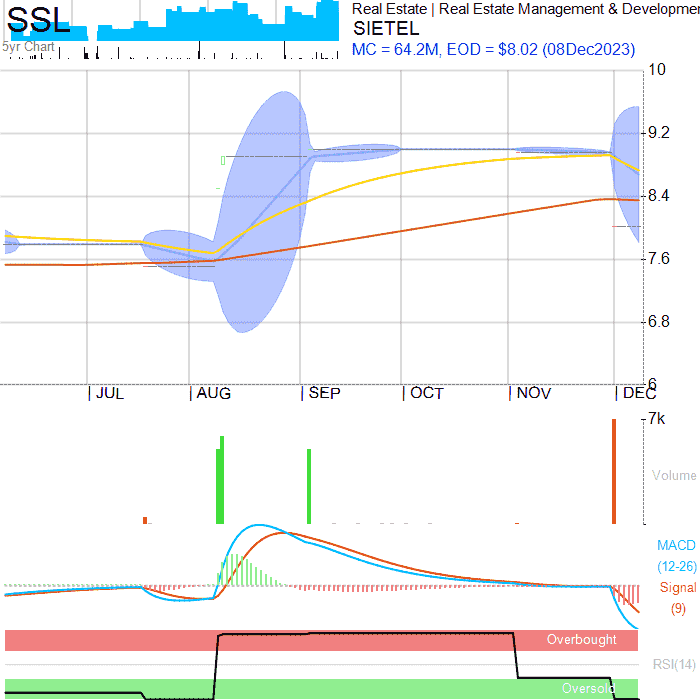 SSL
5yr Chart
Real Estate | Real Estate Management & Developmen
SIETEL
MC = 64.2M, EOD = $8.02 (08Dec2023)
10
9.2
8.4
7.6
6.8
6
JUL AUG SEP OCT NOV DEC
7k
Volume
MACD
(12-26)
Signal
(9)
Overbought
RSI(14)
Oversold